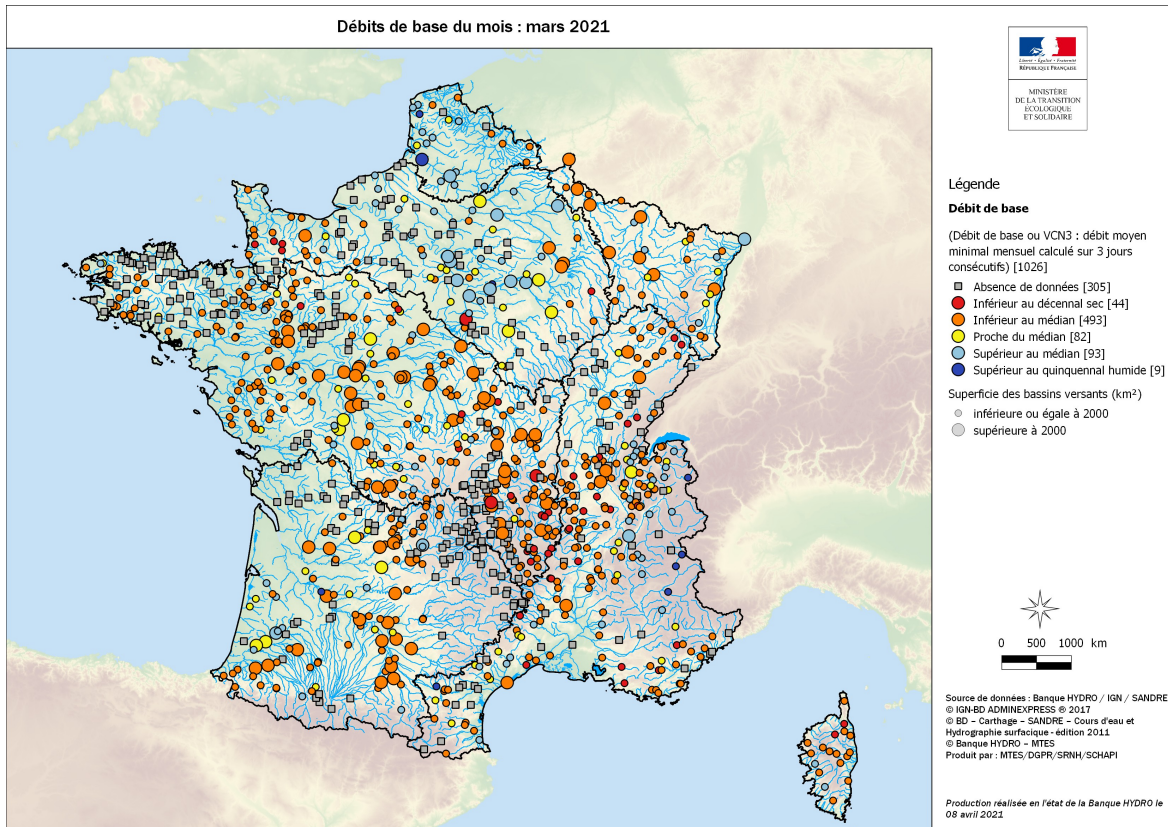 Débits de base du mois : mars 2021
Liberté • Égalité • Fraternité
RÉPUBLIQUE FRANÇAISE
MINISTÈRE
DE LA TRANSITION
ÉCOLOGIQUE
ET SOLIDAIRE
Légende
Débit de base
(Débit de base ou VCN3 : débit moyen
minimal mensuel calculé sur 3 jours
consécutifs) [1026]
Absence de données [305]
Inférieur au décennal sec [44]
Inférieur au médian [493]
Proche du médian [82]
Supérieur au médian [93]
Supérieur au quinquennal humide [9]
Superficie des bassins versants (km²)
inférieure ou égale à 2000
supérieure à 2000
0 500 1000 km
Source de données : Banque HYDRO / IGN / SANDRE
© IGN-BD ADMINEXPRESS ® 2017
© BD – Carthage – SANDRE – Cours d'eau et
Hydrographie surfacique - édition 2011
© Banque HYDRO – MTES
Produit par : MTES/DGPR/SRNH/SCHAPI
Production réalisée en l'état de la Banque HYDRO le
08 avril 2021